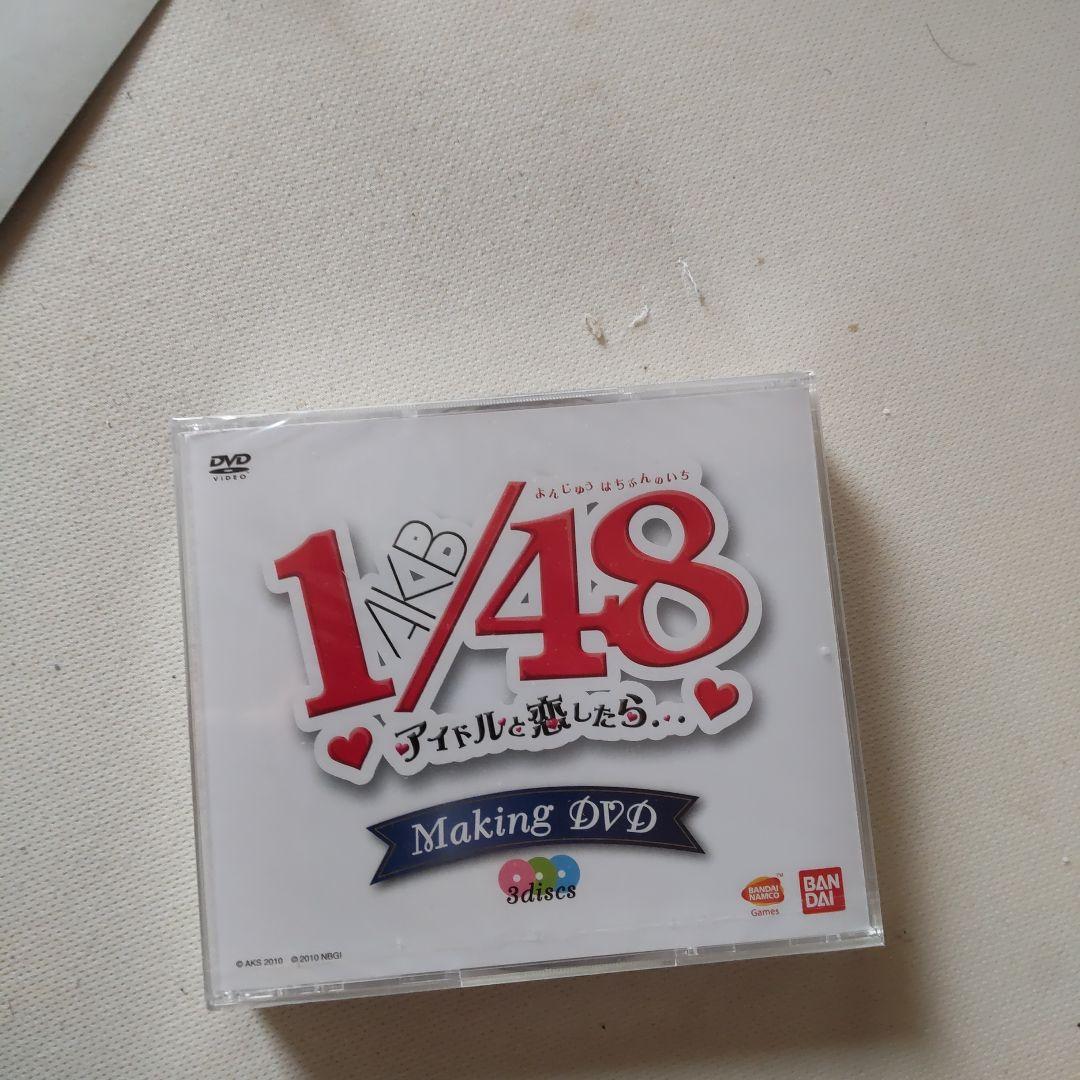 DVD
VIDEO
よんじゅうはちぶんのいち
AKB
1/48
アイドルと恋したら...
Making DVD
3discs
BANDAI
NAMCO
Games
TM
BAN
DAI
© AKS 2010 © 2010 NBGI